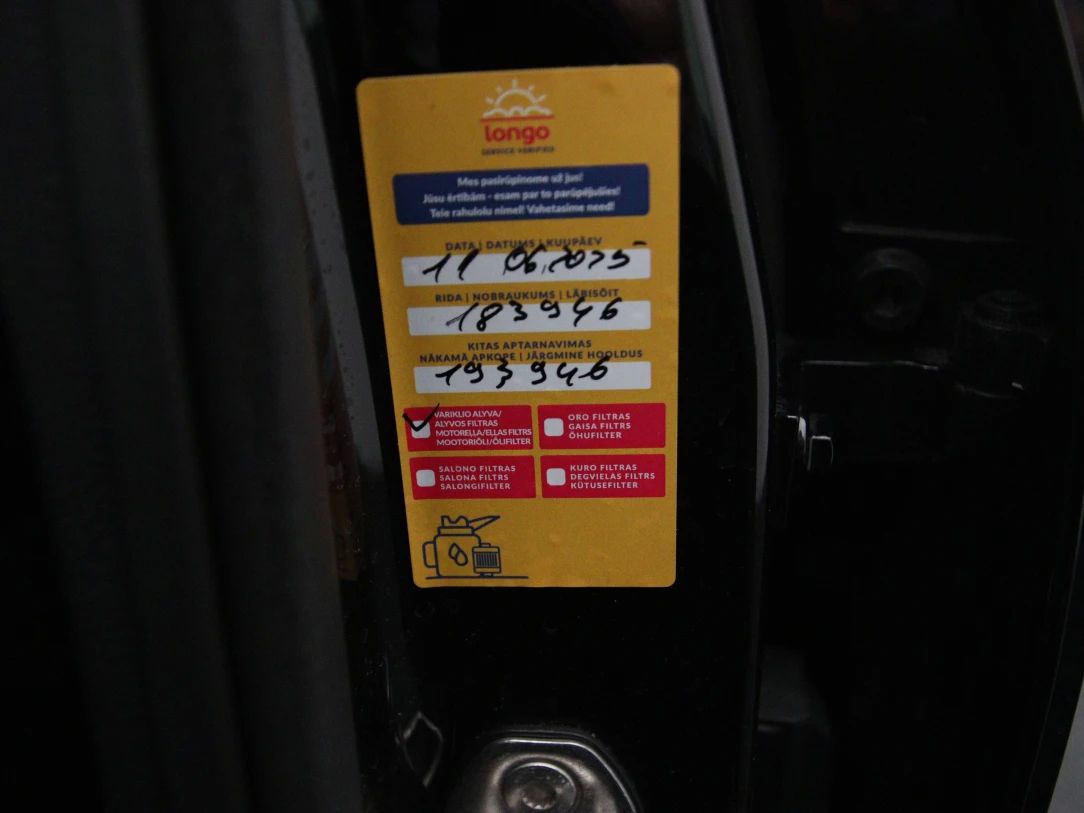 longo
SERVICE VERIFIED
Mes pasirūpinome už jus!
Jūsu ērtībām - esam par to parūpējušies!
Teie rahulolu nimel! Vahetasime need!
DATA | DATUMS | KUUPÄEV
11 06,2025
RIDA | NOBRAUKUMS | LÄBISÕIT
183946
KITAS APTARNAVIMAS
NĀKAMĀ APKOPE | JÄRGMINE HOOLDUS
193946
VARIKLIO ALYVA/
ALYVOS FILTRAS
MOTOREĻĻA/EĻĻAS FILTRS
MOOTORIÕLI/ÕLIFILTER
ORO FILTRAS
GAISA FILTRS
ÕHUFILTER
SALONO FILTRAS
SALONA FILTRS
SALONGIFILTER
KURO FILTRAS
DEGVIELAS FILTRS
KÜTUSEFILTER